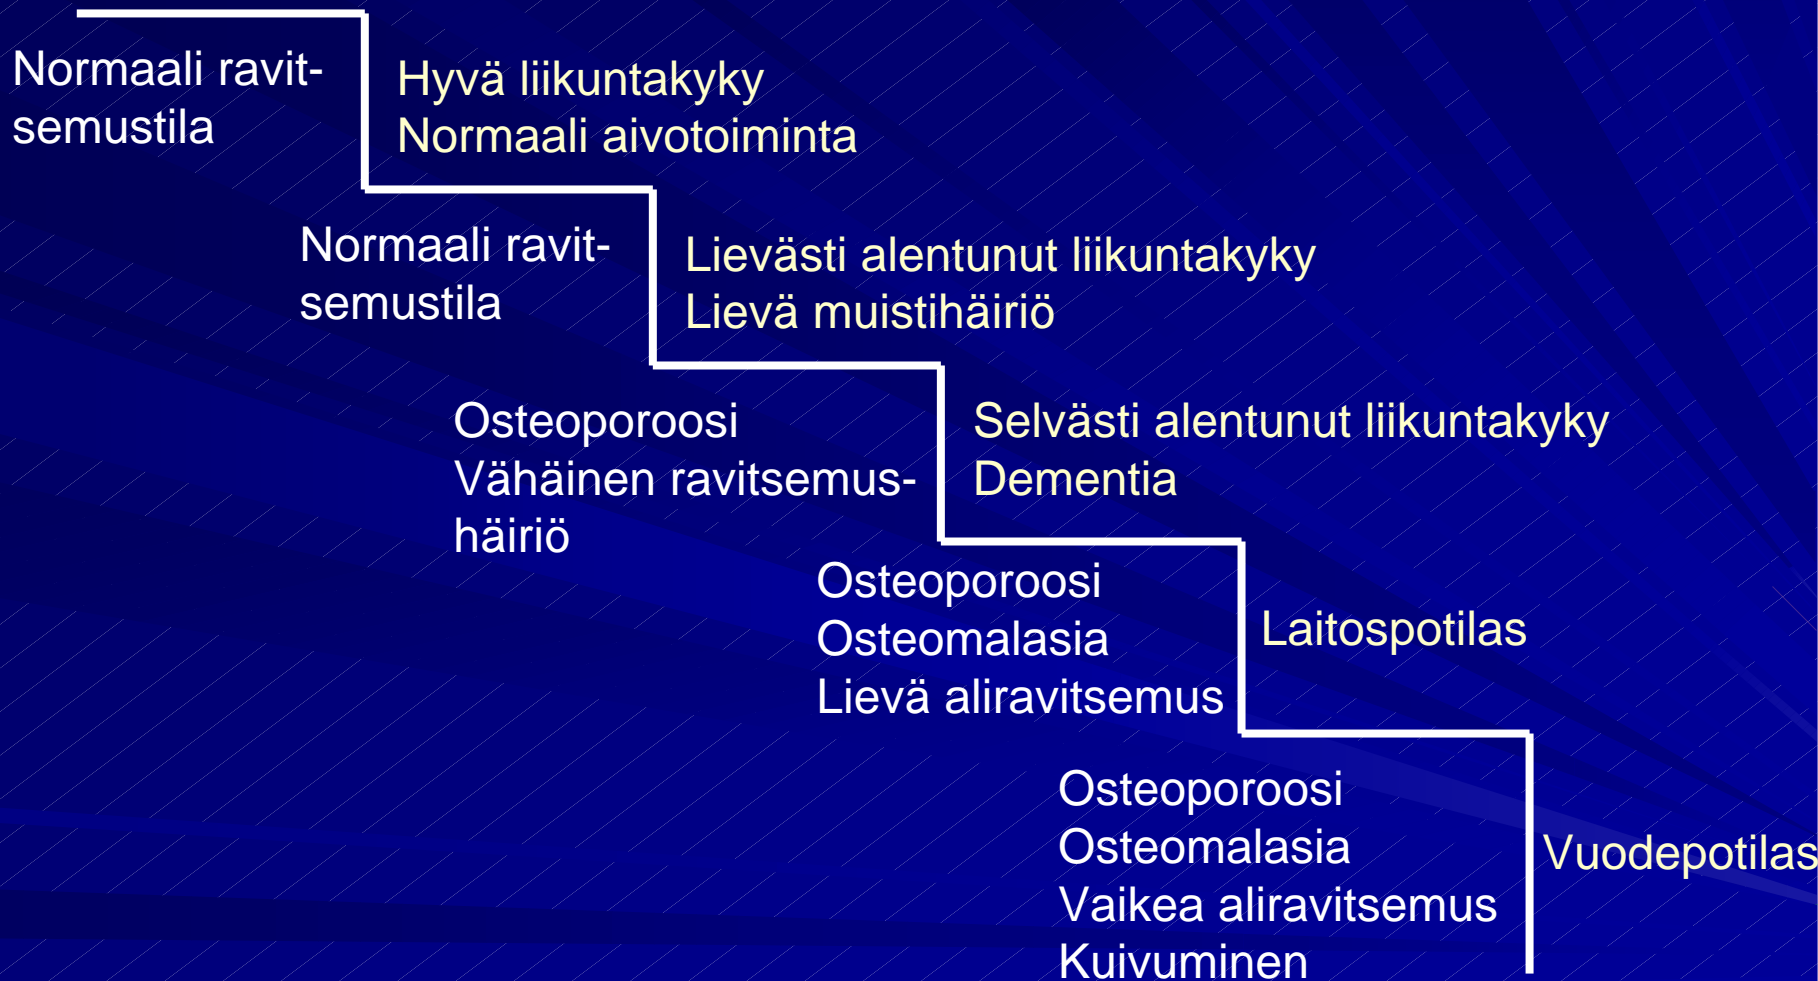 Normaali ravit-
semustila
Hyvä liikuntakyky
Normaali aivotoiminta
Normaali ravit-
semustila
Lievästi alentunut liikuntakyky
Lievä muistihäiriö
Osteoporoosi
Vähäinen ravitsemus-
häiriö
Selvästi alentunut liikuntakyky
Dementia
Osteoporoosi
Osteomalasia
Lievä aliravitsemus
Laitospotilas
Osteoporoosi
Osteomalasia
Vaikea aliravitsemus
Kuivuminen
Vuodepotilas